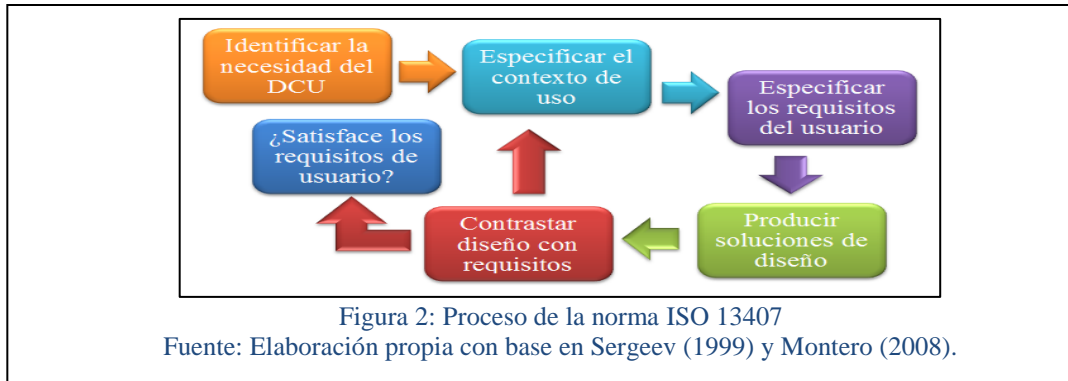 Identificar la
necesidad del
DCU
Especificar el
contexto de
uso
Especificar
los requisitos
del usuario
¿Satisface los
requisitos de
usuario?
Contrastar
diseño con
requisitos
Producir
soluciones de
diseño
Figura 2: Proceso de la norma ISO 13407
Fuente: Elaboración propia con base en Sergeev (1999) y Montero (2008).